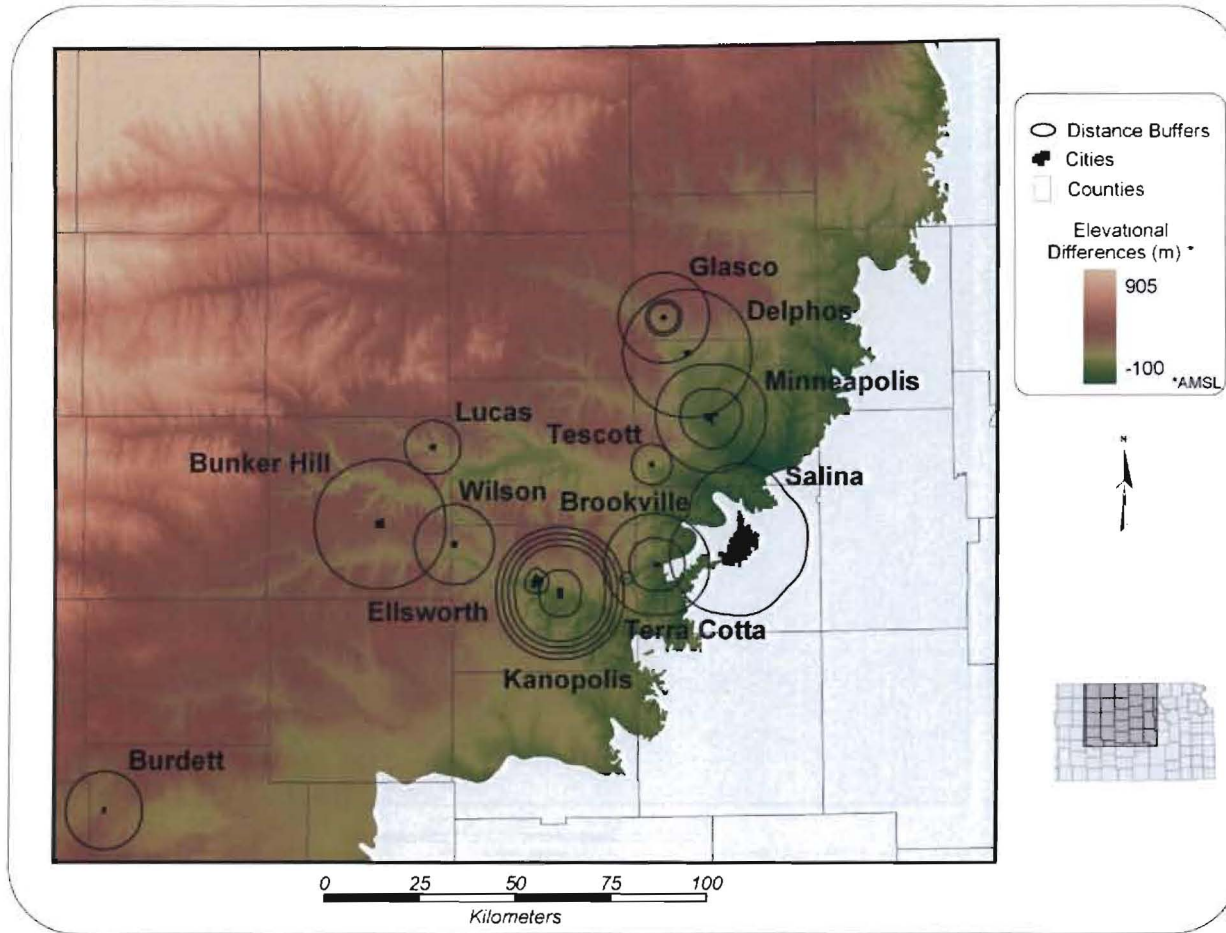 Glasco
Delphos
Minneapolis
Lucas
Tescott
Bunker Hill
Wilson
Brookville
Salina
Ellsworth
Terra Cotta
Kanopolis
Burdett
0 25 50 75 100
Kilometers
Distance Buffers
Cities
Counties
Elevational
Differences (m) *
905
-100
*AMSL
N